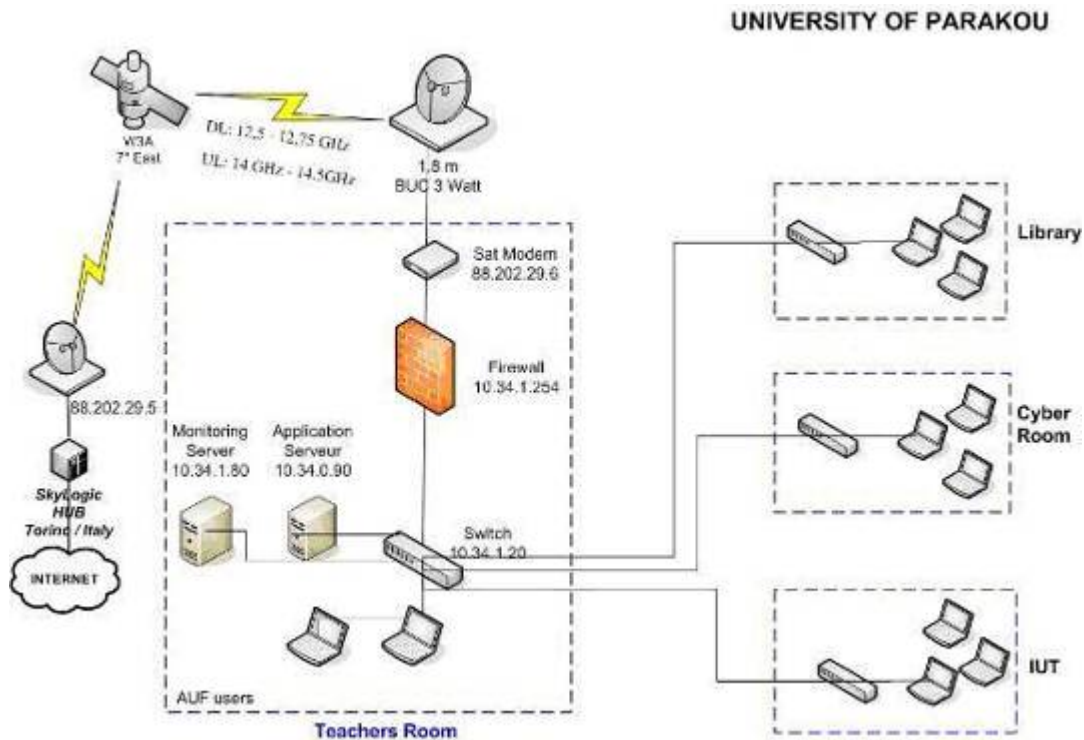 UNIVERSITY OF PARAKOU
W3A
7° East
DL: 12,5 - 12,75 GHz
UL: 14 GHz - 14.5GHz
1,8 m
BUC 3 Watt
Sat Modem
88.202.29.6
Library
Firewall
10.34.1.254
88.202.29.5
SkyLogic
HUB
Torino / Italy
INTERNET
Monitoring
Server
10.34.1.80
Application
Serveur
10.34.0.90
Cyber
Room
Switch
10.34.1.20
IUT
AUF users
Teachers Room